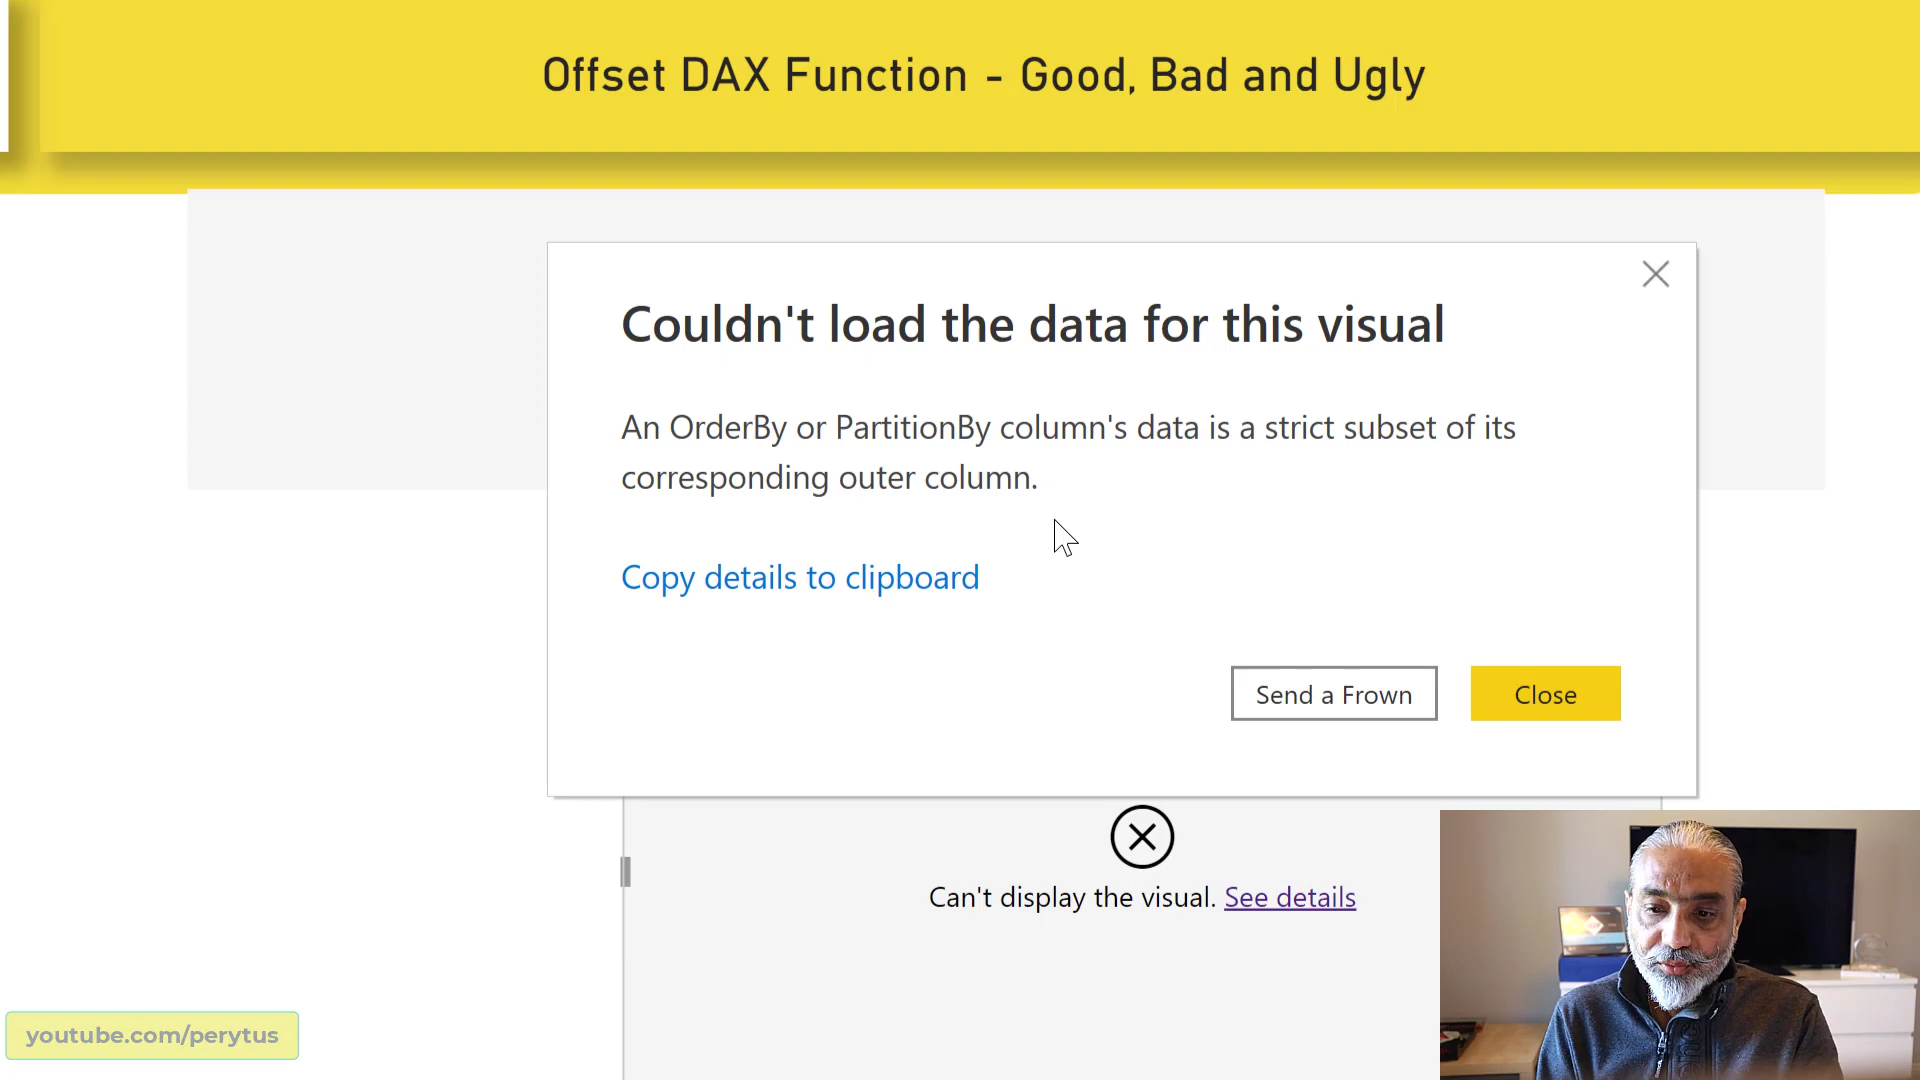 Offset DAX Function - Good, Bad and Ugly
Couldn't load the data for this visual
An OrderBy or PartitionBy column's data is a strict subset of its
corresponding outer column.
Copy details to clipboard
Send a Frown
Close
Can't display the visual. See details
youtube.com/perytus